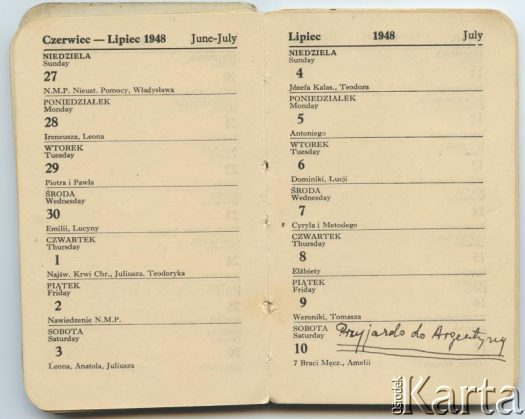 Czerwiec — Lipiec 1948 June-July
NIEDZIELA
Sunday
27
N.M.P. Nieust. Pomocy, Władysława
PONIEDZIAŁEK
Monday
28
Ireneusza, Leona
WTOREK
Tuesday
29
Piotra i Pawła
ŚRODA
Wednesday
30
Emilii, Lucyny
CZWARTEK
Thursday
1
Najśw. Krwi Chr., Juliusza, Teodoryka
PIĄTEK
Friday
2
Nawiedzenie N.M.P.
SOBOTA
Saturday
3
Leona, Anatola, Juliusza
Lipiec 1948 July
NIEDZIELA
Sunday
4
Józefa Kalas., Teodora
PONIEDZIAŁEK
Monday
5
Antoniego
WTOREK
Tuesday
6
Dominiki, Łucji
ŚRODA
Wednesday
7
Cyryla i Metodego
CZWARTEK
Thursday
8
Elżbiety
PIĄTEK
Friday
9
Weroniki, Tomasza
SOBOTA Przyjazd do Argentyny
Saturday
10
7 Braci Męcz., Amelii
ośrodek
Karta